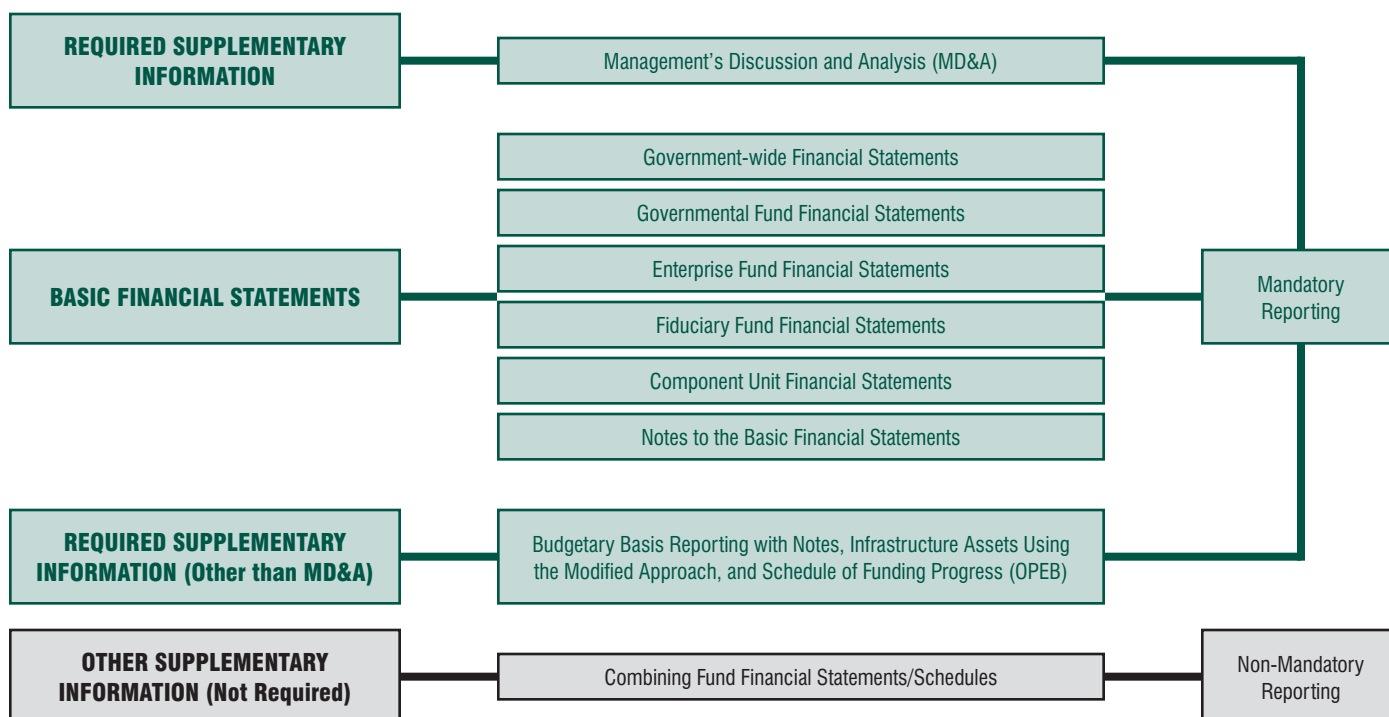 REQUIRED SUPPLEMENTARY
INFORMATION
Management’s Discussion and Analysis (MD&A)
Government-wide Financial Statements
Governmental Fund Financial Statements
BASIC FINANCIAL STATEMENTS
Enterprise Fund Financial Statements
Fiduciary Fund Financial Statements
Component Unit Financial Statements
Notes to the Basic Financial Statements
Mandatory
Reporting
REQUIRED SUPPLEMENTARY
INFORMATION (Other than MD&A)
Budgetary Basis Reporting with Notes, Infrastructure Assets Using
the Modified Approach, and Schedule of Funding Progress (OPEB)
OTHER SUPPLEMENTARY
INFORMATION (Not Required)
Combining Fund Financial Statements/Schedules
Non-Mandatory
Reporting